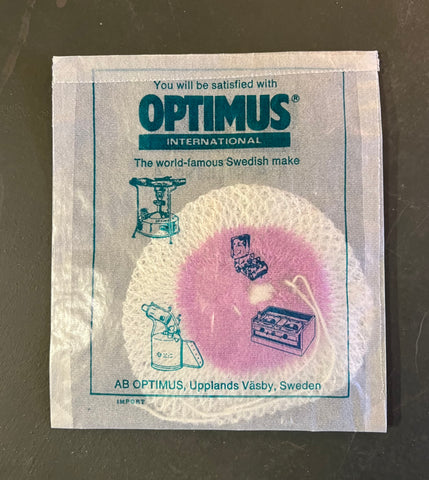 You will be satisfied with
OPTIMUS®
INTERNATIONAL
The world-famous Swedish make
AB OPTIMUS, Upplands Väsby, Sweden
IMPORT